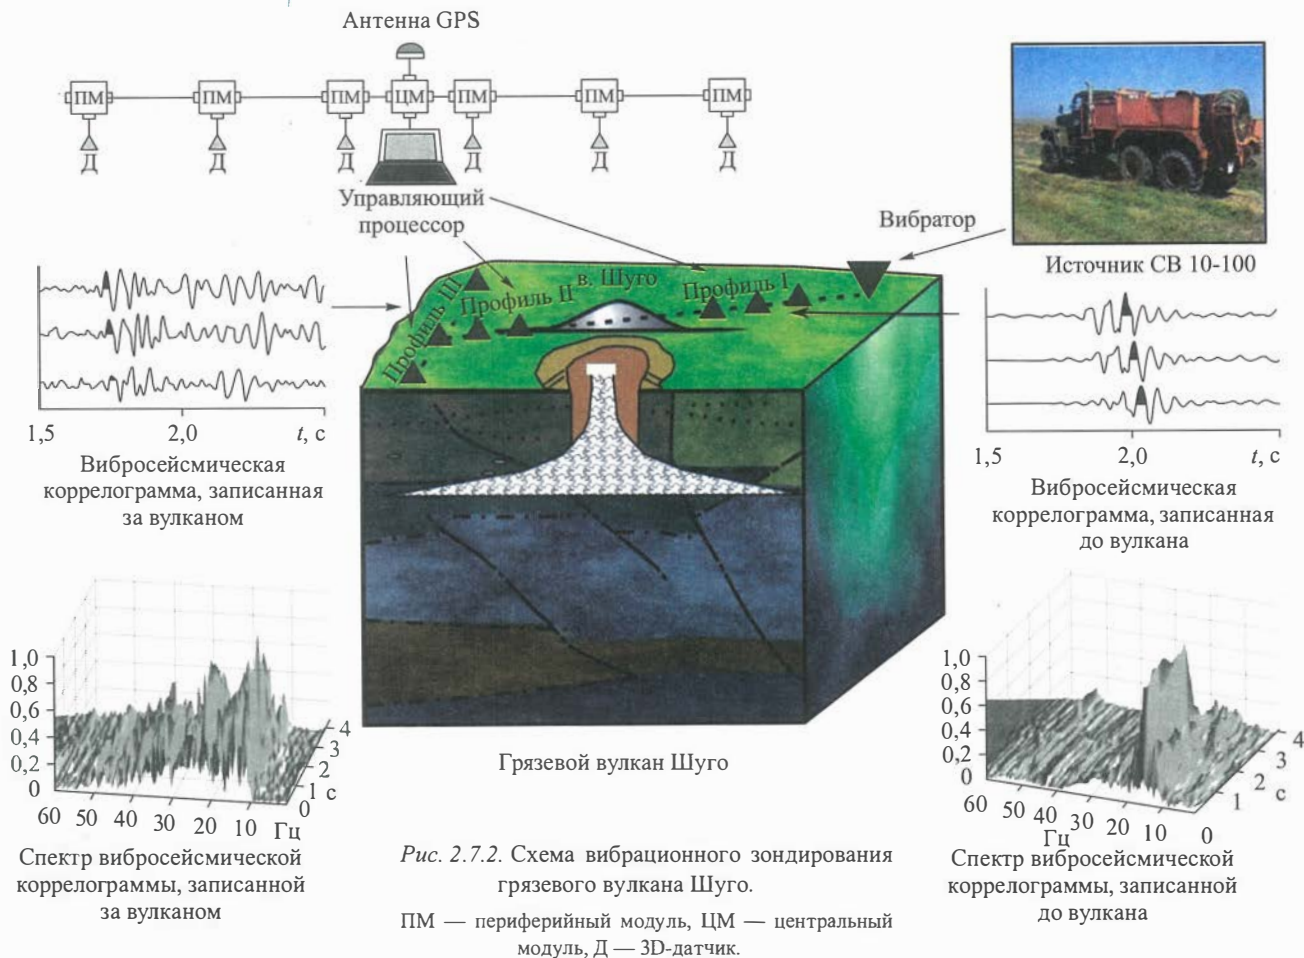 Антенна GPS
ПМ ПМ ПМ ЦМ ПМ ПМ ПМ
Д Д Д Д Д Д
Управляющий
процессор
Вибратор
Источник СВ 10-100
в. Шуго
Профиль III
Профиль II
Профиль I
1,5 2,0 t, с
Вибросейсмическая
коррелограмма, записанная
за вулканом
1,5 2,0 t, с
Вибросейсмическая
коррелограмма, записанная
до вулкана
1,0
0,8
0,6
0,4
0,2
0
60 50 40 30 20 10 Гц
0 1 2 3 4 с
Спектр вибросейсмической
коррелограммы, записанной
за вулканом
Грязевой вулкан Шуго
1,0
0,8
0,6
0,4
0,2
0
60 50 40 30 20 10 0
Гц
1 2 3 4 с
Спектр вибросейсмической
коррелограммы, записанной
до вулкана
Рис. 2.7.2. Схема вибрационного зондирования
грязевого вулкана Шуго.
ПМ — периферийный модуль, ЦМ — центральный
модуль, Д — 3D-датчик.